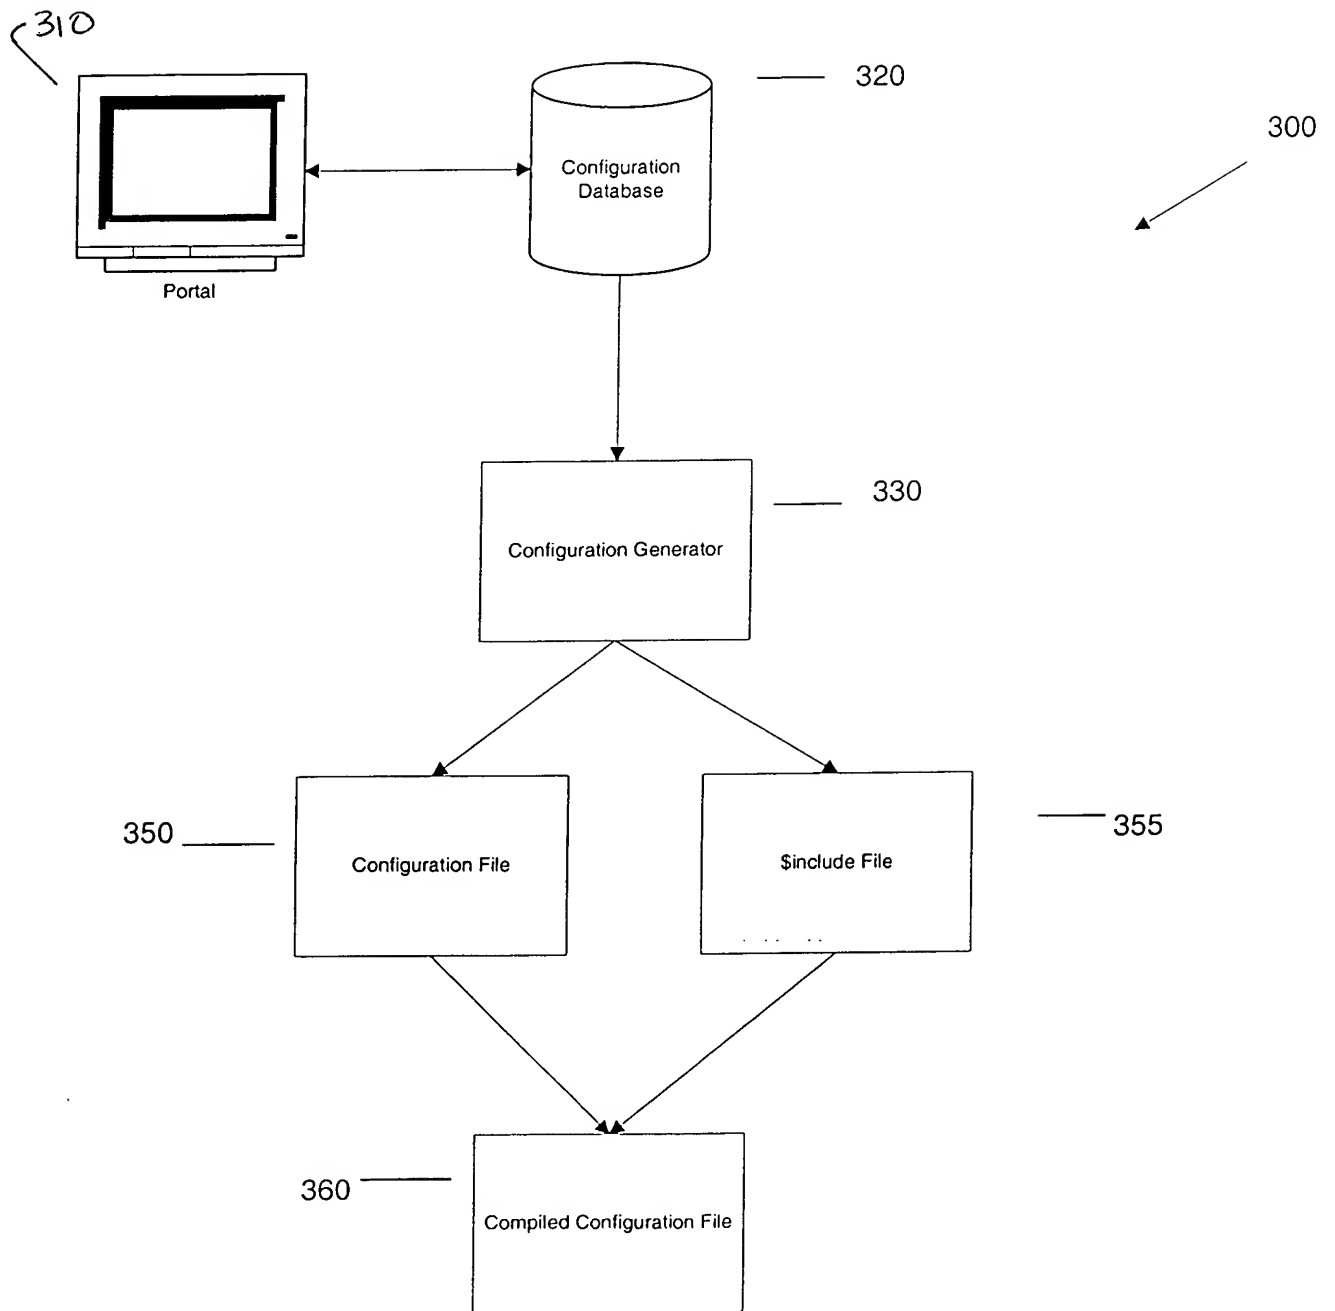 310
320
300
Configuration
Database
Portal
330
Configuration Generator
350
Configuration File
355
$include File
360
Compiled Configuration File